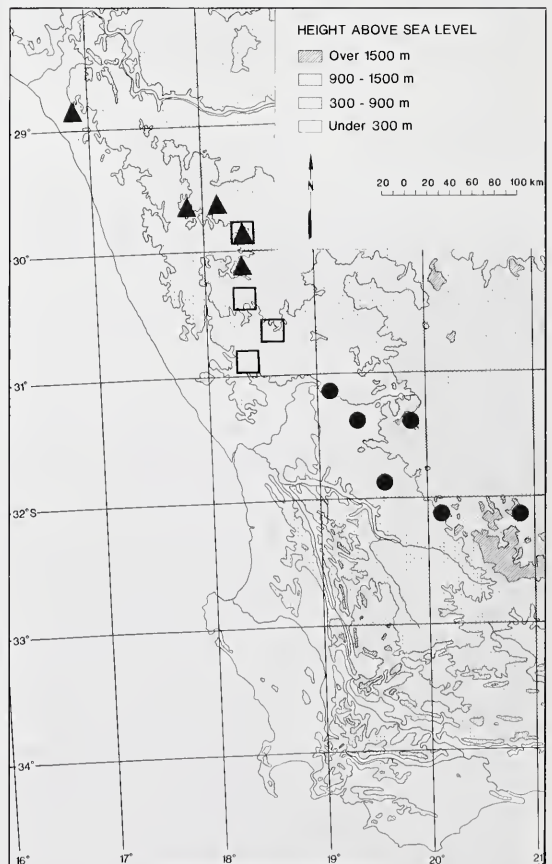 HEIGHT ABOVE SEA LEVEL
Over 1500 m
900 - 1500 m
300 - 900 m
Under 300 m
N
20 0 20 40 60 80 100 km
29°
30°
31°
32°S
33°
34°
16° 17° 18° 19° 20° 21